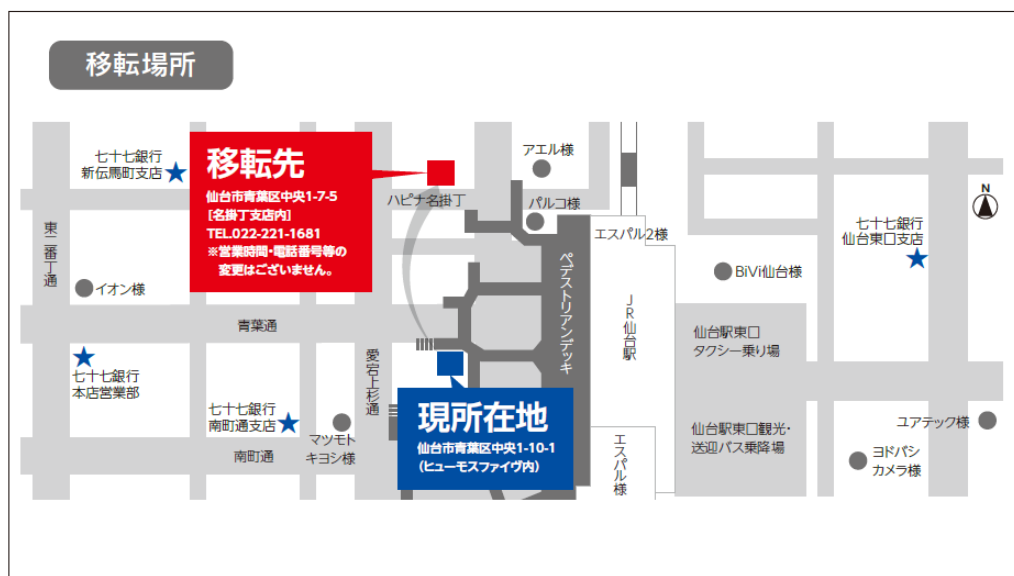 移転場所
七十七銀行
新伝馬町支店
移転先
仙台市青葉区中央1-7-5
[名掛丁支店内]
TEL.022-221-1681
※営業時間・電話番号等の
変更はございません。
ハピナ名掛丁
アエル様
パルコ様
エスパル2様
N
七十七銀行
仙台東口支店
東二番丁通
イオン様
BiVi仙台様
ペデストリアンデッキ
JR仙台駅
青葉通
仙台駅東口
タクシー乗り場
愛宕上杉通
七十七銀行
本店営業部
現所在地
仙台市青葉区中央1-10-1
(ヒューモスファイヴ内)
七十七銀行
南町通支店
マツモト
キヨシ様
南町通
エスパル様
仙台駅東口観光・
送迎バス乗降場
ユアテック様
ヨドバシ
カメラ様